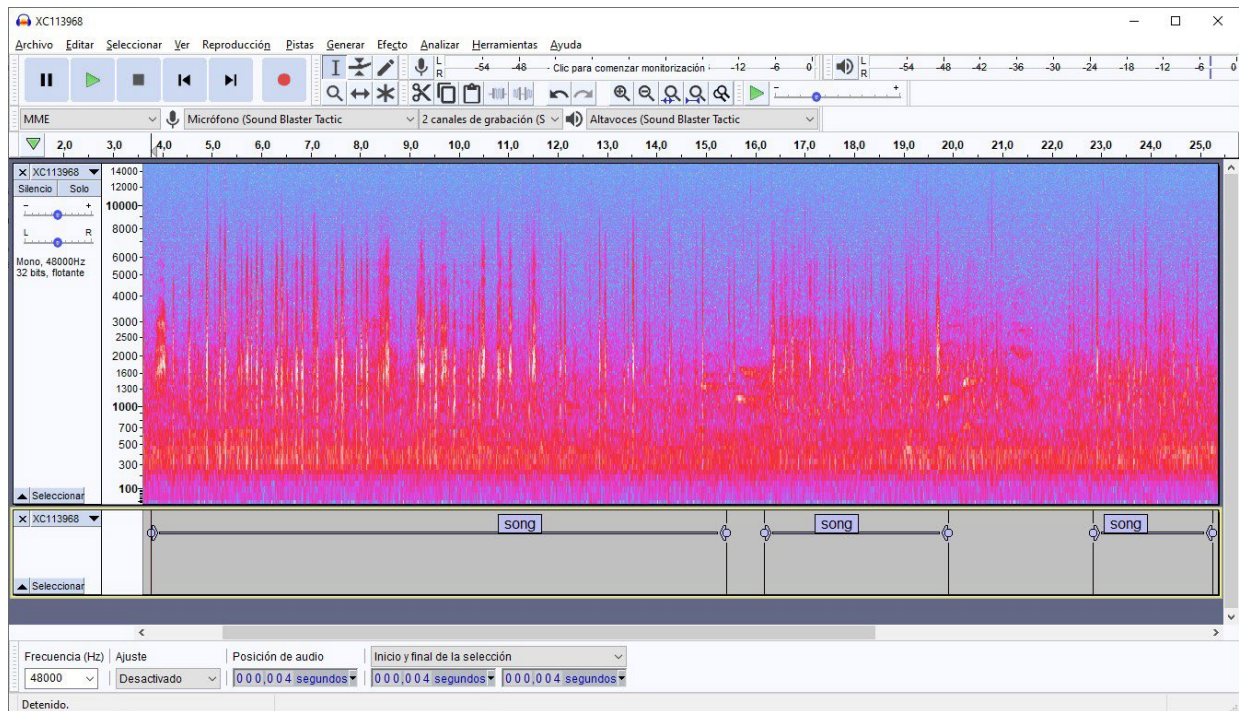 XC113968
Archivo Editar Seleccionar Ver Reproducción Pistas Generar Efecto Analizar Herramientas Ayuda
L R -54 -48 - Clic para comenzar monitorización -12 -6 0 L R -54 -48 -42 -36 -30 -24 -18 -12 -6 0
- +
MME Micrófono (Sound Blaster Tactic 2 canales de grabación (S Altavoces (Sound Blaster Tactic
2,0 3,0 4,0 5,0 6,0 7,0 8,0 9,0 10,0 11,0 12,0 13,0 14,0 15,0 16,0 17,0 18,0 19,0 20,0 21,0 22,0 23,0 24,0 25,0
XC113968
Silencio Solo
- +
L R
Mono, 48000Hz
32 bits, flotante
Seleccionar
14000
12000
10000
8000
6000
5000
4000
3000
2500
2000
1600
1300
1000
700
500
300
100
XC113968
song song song
Seleccionar
Frecuencia (Hz) Ajuste Posición de audio Inicio y final de la selección
48000 Desactivado 000,004 segundos 000,004 segundos 000,004 segundos
Detenido.